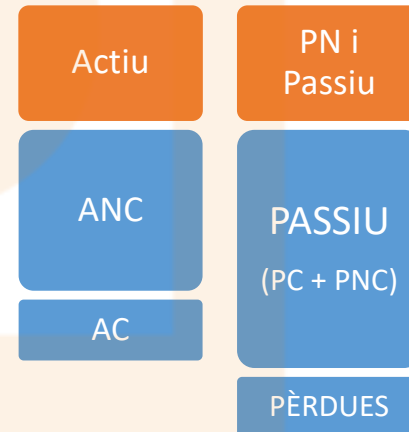 Actiu
ANC
AC
PN i
Passiu
PASSIU
(PC + PNC)
PÈRDUES